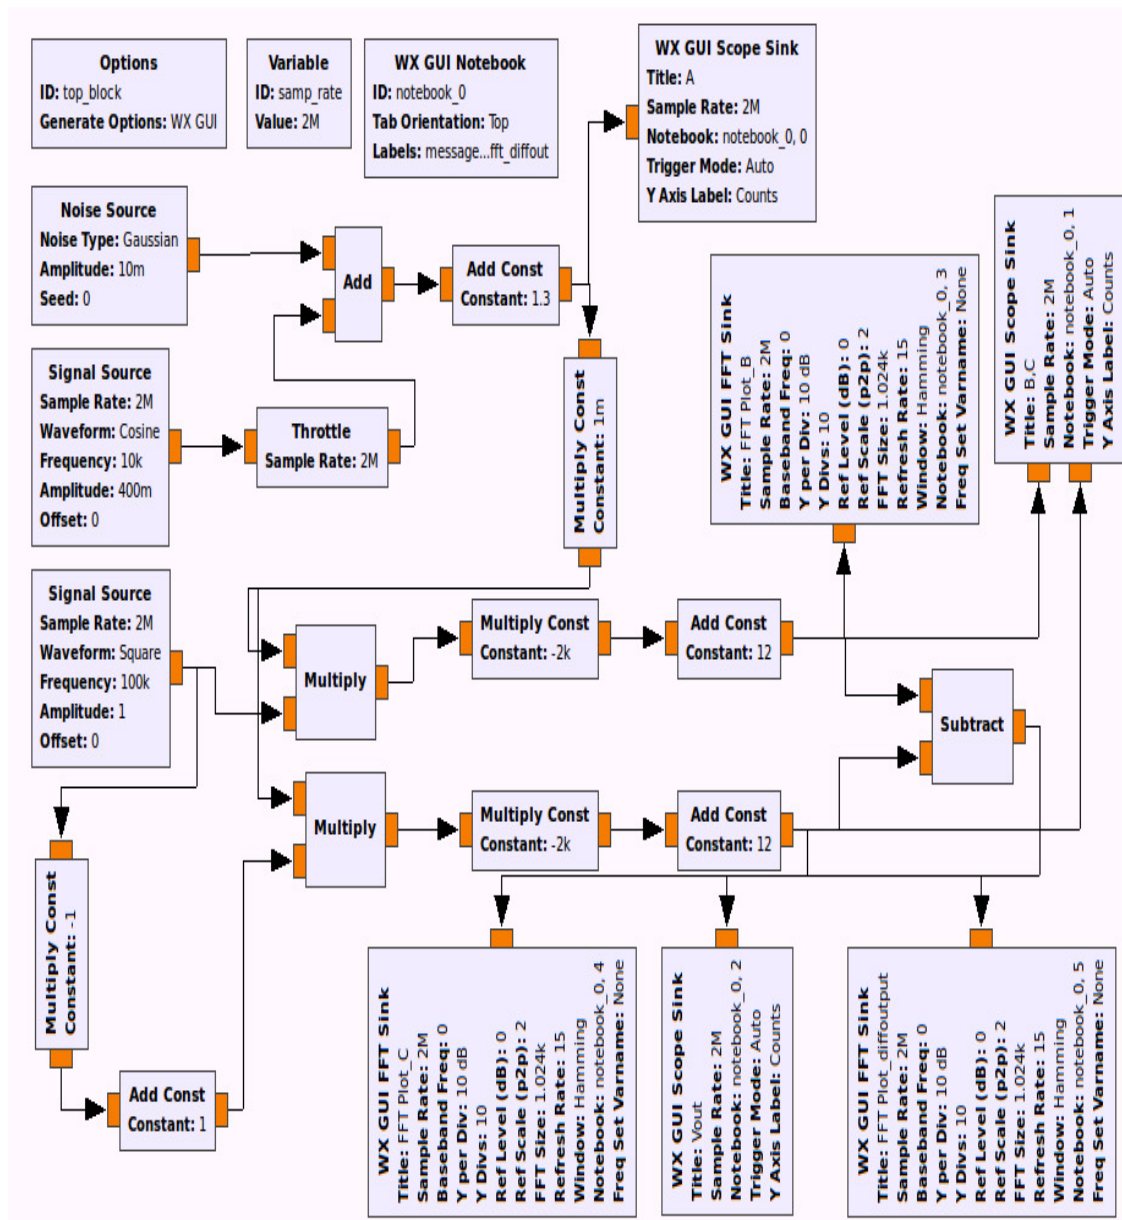 Options
ID: top_block
Generate Options: WX GUI
Variable
ID: samp_rate
Value: 2M
WX GUI Notebook
ID: notebook_0
Tab Orientation: Top
Labels: message...fft_diffout
WX GUI Scope Sink
Title: A
Sample Rate: 2M
Notebook: notebook_0, 0
Trigger Mode: Auto
Y Axis Label: Counts
Noise Source
Noise Type: Gaussian
Amplitude: 10m
Seed: 0
Add
Add Const
Constant: 1.3
WX GUI FFT Sink
Title: FFT Plot_B
Sample Rate: 2M
Baseband Freq: 0
Y per Div: 10 dB
Y Divs: 10
Ref Level (dB): 0
Ref Scale (p2p): 2
FFT Size: 1.024k
Refresh Rate: 15
Window: Hamming
Notebook: notebook_0, 3
Freq Set Varname: None
WX GUI Scope Sink
Title: B,C
Sample Rate: 2M
Notebook: notebook_0, 1
Trigger Mode: Auto
Y Axis Label: Counts
Signal Source
Sample Rate: 2M
Waveform: Cosine
Frequency: 10k
Amplitude: 400m
Offset: 0
Throttle
Sample Rate: 2M
Multiply Const
Constant: 1m
Signal Source
Sample Rate: 2M
Waveform: Square
Frequency: 100k
Amplitude: 1
Offset: 0
Multiply
Multiply Const
Constant: -2k
Add Const
Constant: 12
Subtract
Multiply
Multiply Const
Constant: -2k
Add Const
Constant: 12
Multiply Const
Constant: -1
Add Const
Constant: 1
WX GUI FFT Sink
Title: FFT Plot_C
Sample Rate: 2M
Baseband Freq: 0
Y per Div: 10 dB
Y Divs: 10
Ref Level (dB): 0
Ref Scale (p2p): 2
FFT Size: 1.024k
Refresh Rate: 15
Window: Hamming
Notebook: notebook_0, 4
Freq Set Varname: None
WX GUI Scope Sink
Title: Vout
Sample Rate: 2M
Notebook: notebook_0, 2
Trigger Mode: Auto
Y Axis Label: Counts
WX GUI FFT Sink
Title: FFT Plot_diffoutput
Sample Rate: 2M
Baseband Freq: 0
Y per Div: 10 dB
Y Divs: 10
Ref Level (dB): 0
Ref Scale (p2p): 2
FFT Size: 1.024k
Refresh Rate: 15
Window: Hamming
Notebook: notebook_0, 5
Freq Set Varname: None